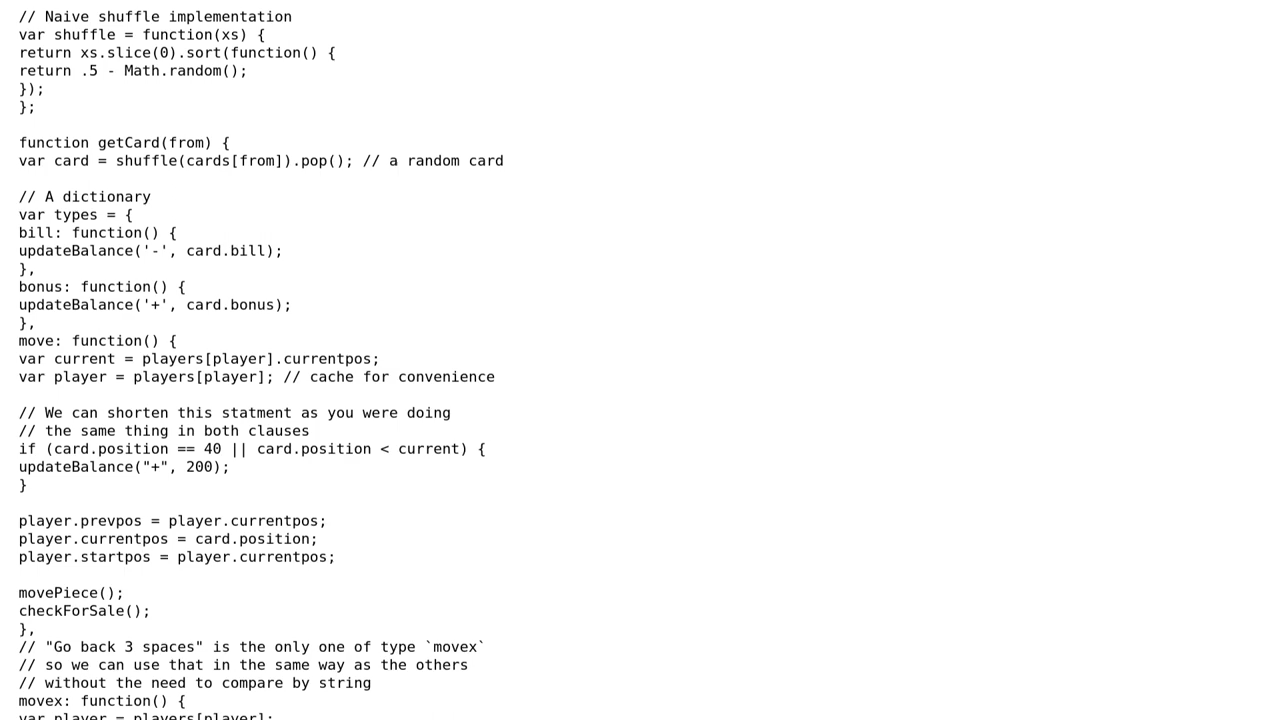 // Naive shuffle implementation
var shuffle = function(xs) {
return xs.slice(0).sort(function() {
return .5 - Math.random();
});
};

function getCard(from) {
var card = shuffle(cards[from]).pop(); // a random card

// A dictionary
var types = {
bill: function() {
updateBalance('-', card.bill);
},
bonus: function() {
updateBalance('+', card.bonus);
},
move: function() {
var current = players[player].currentpos;
var player = players[player]; // cache for convenience

// We can shorten this statment as you were doing
// the same thing in both clauses
if (card.position == 40 || card.position < current) {
updateBalance("+", 200);
}

player.prevpos = player.currentpos;
player.currentpos = card.position;
player.startpos = player.currentpos;

movePiece();
checkForSale();
},
// "Go back 3 spaces" is the only one of type `movex`
// so we can use that in the same way as the others
// without the need to compare by string
movex: function() {
var player = players[player];